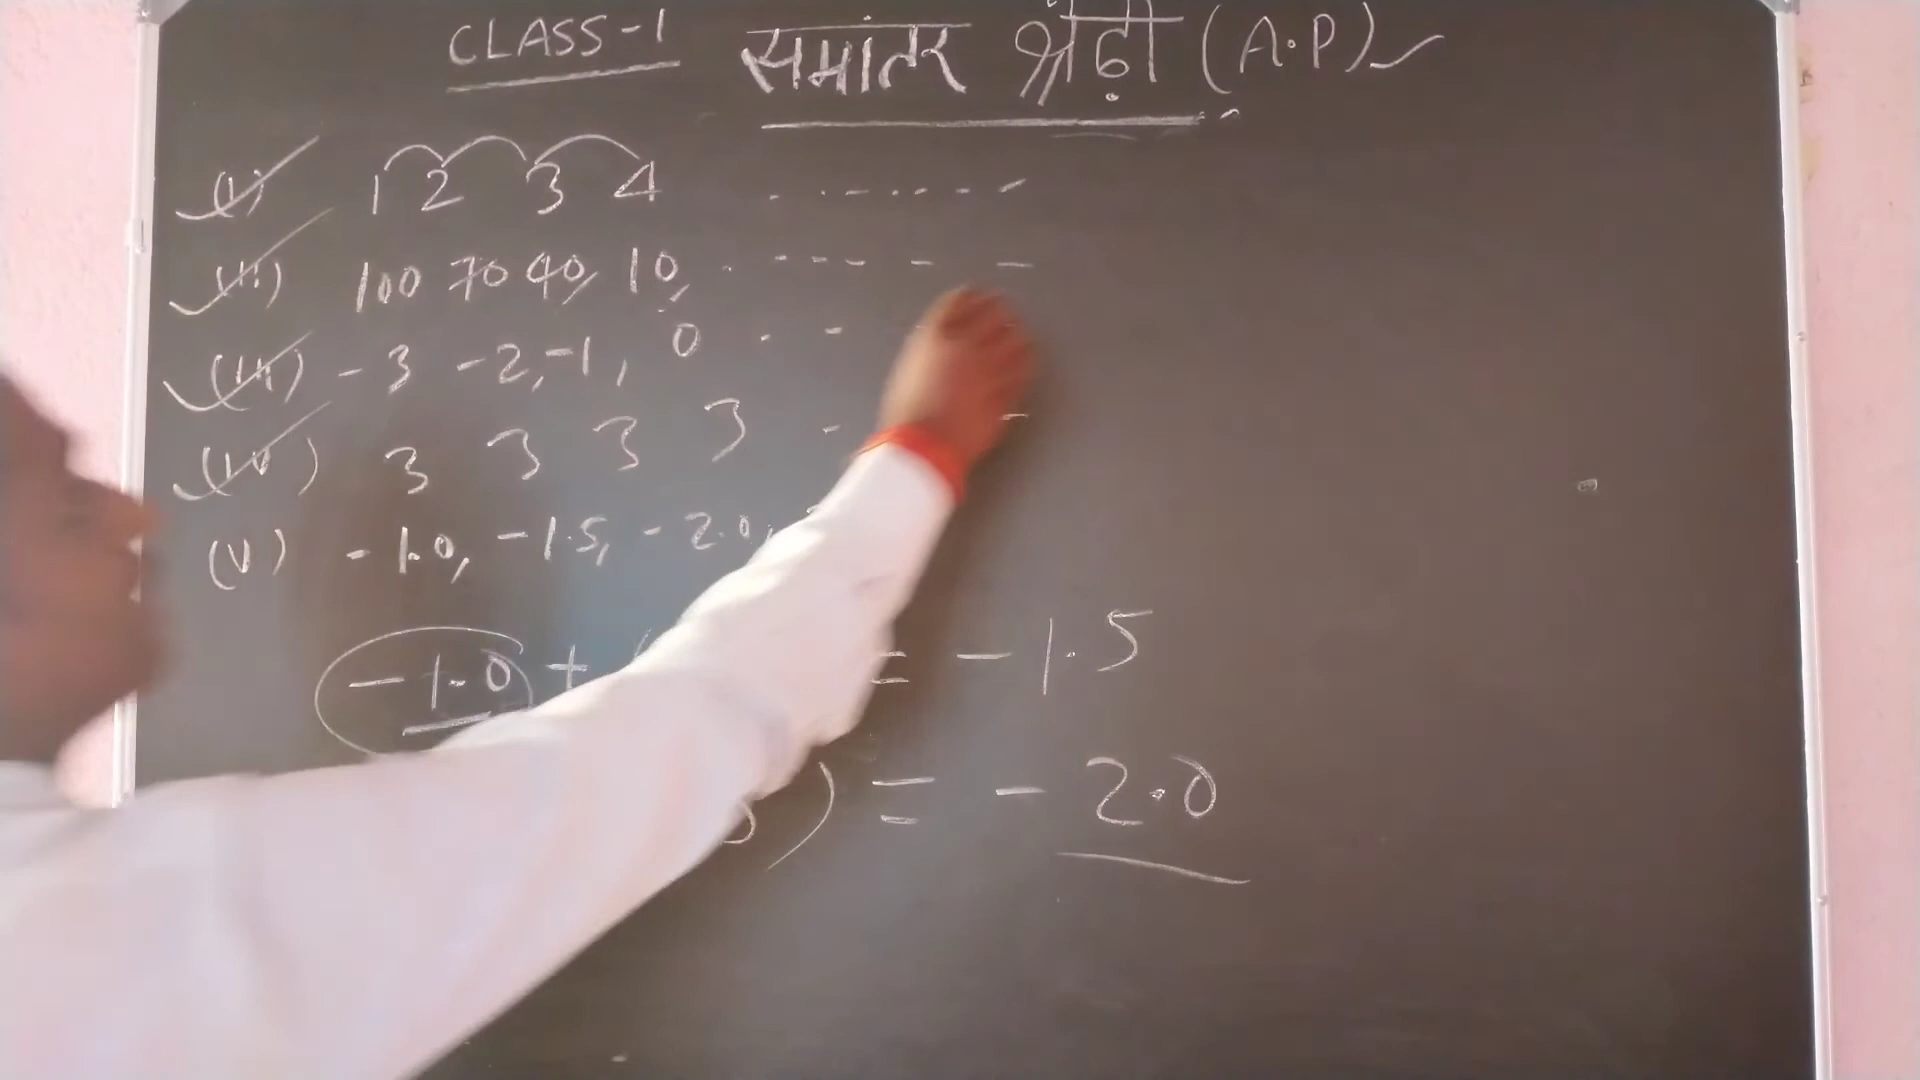 CLASS-1 समांतर श्रेढ़ी (A.P)
(i) 1 2 3 4 .......
(ii) 100 70 40, 10, . - - - - - -
(iii) -3 -2, -1, 0 . - -
(iv) 3 3 3 3 - -
(v) -1.0, -1.5, -2.0,
-1.0 + = -1.5
) = -2.0